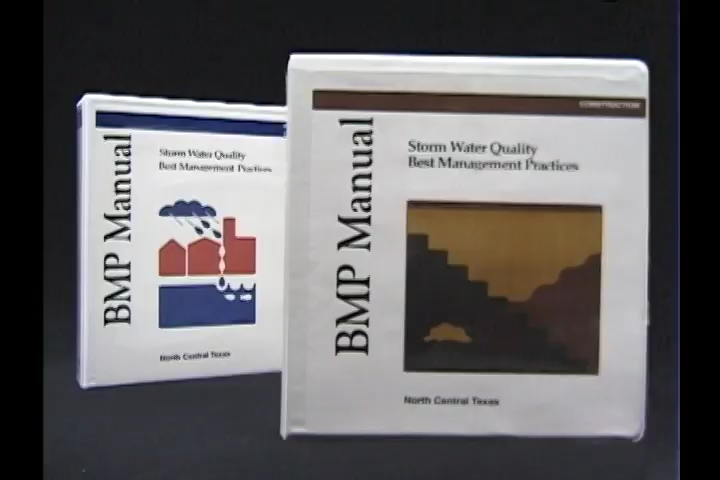 BMP Manual
Storm Water Quality
Best Management Practices
North Central Texas
CONSTRUCTION
BMP Manual
Storm Water Quality
Best Management Practices
North Central Texas